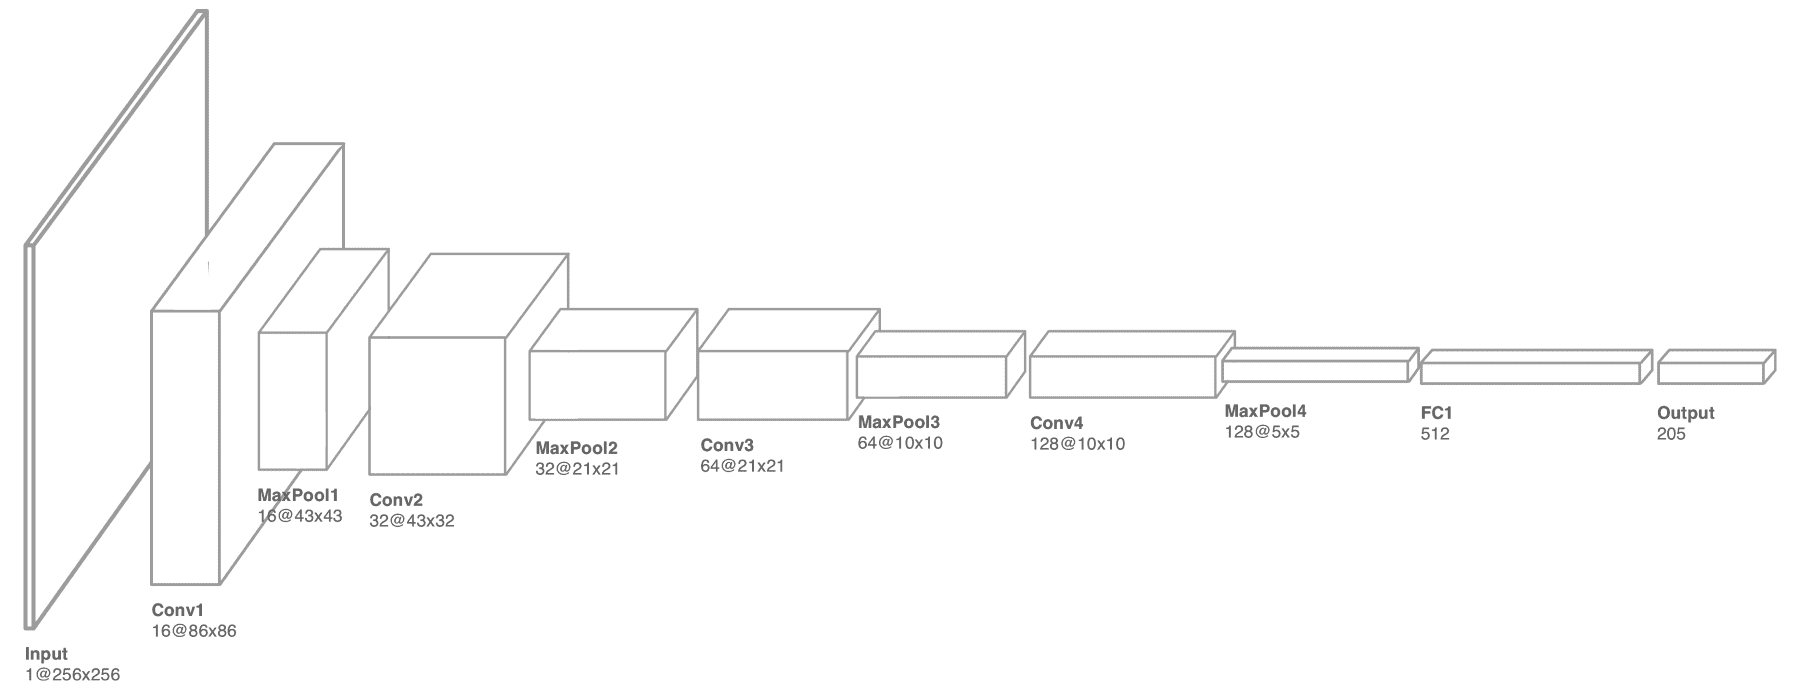 Input
1@256x256
Conv1
16@86x86
MaxPool1
16@43x43
Conv2
32@43x32
MaxPool2
32@21x21
Conv3
64@21x21
MaxPool3
64@10x10
Conv4
128@10x10
MaxPool4
128@5x5
FC1
512
Output
205